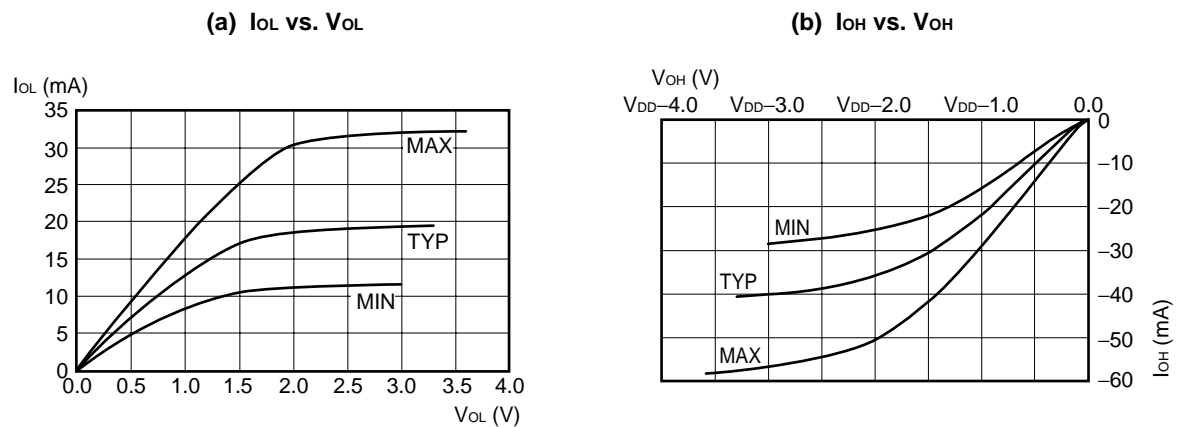 (a) IOL vs. VOL
IOL (mA)
35
30
25
20
15
10
5
0
MAX
TYP
MIN
0.0 0.5 1.0 1.5 2.0 2.5 3.0 3.5 4.0
VOL (V)
(b) IOH vs. VOH
VOH (V)
VDD–4.0 VDD–3.0 VDD–2.0 VDD–1.0 0.0
0
–10
–20
–30
–40
–50
–60
MIN
TYP
MAX
IOH (mA)